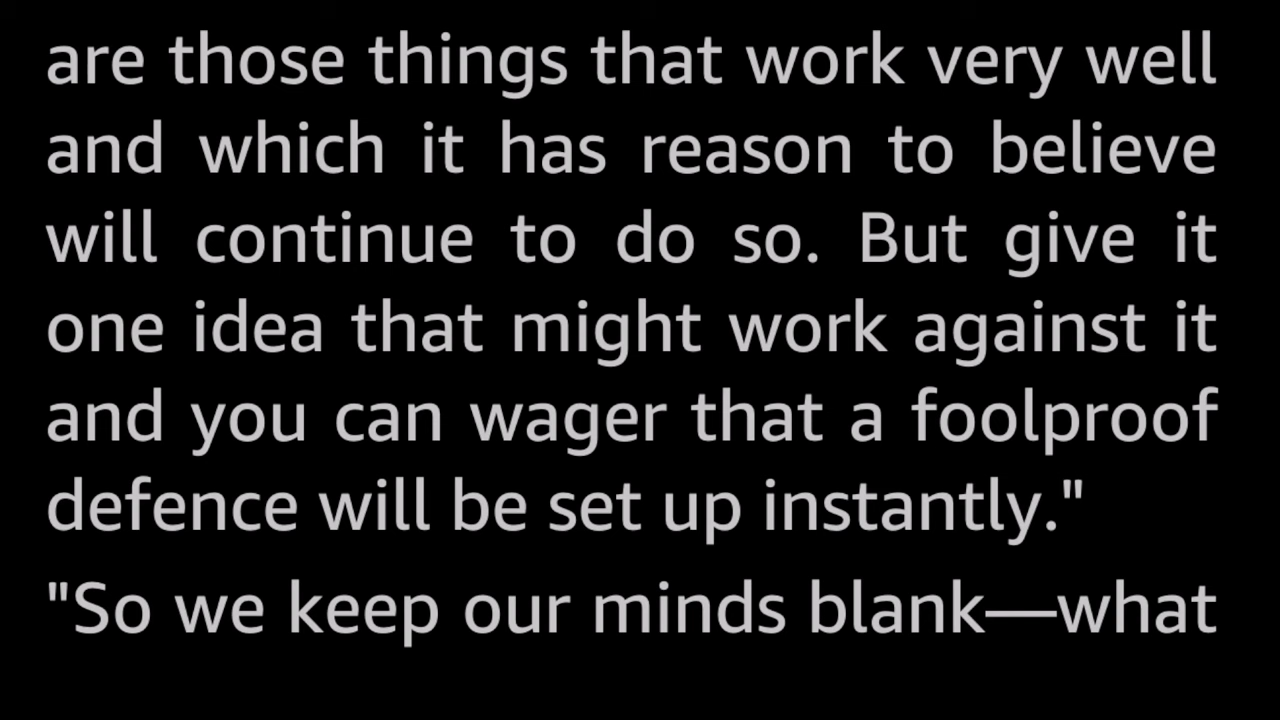 are those things that work very well
and which it has reason to believe
will continue to do so. But give it
one idea that might work against it
and you can wager that a foolproof
defence will be set up instantly."
"So we keep our minds blank—what